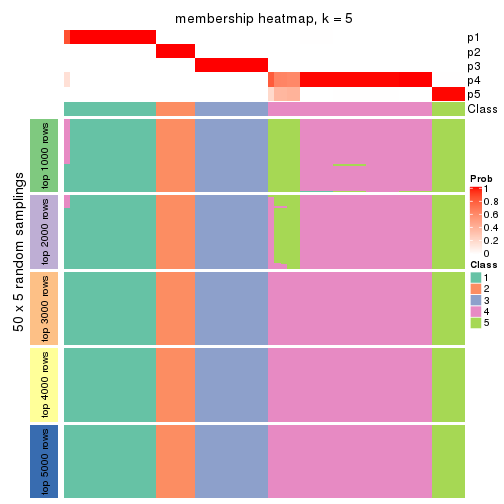 membership heatmap, k = 5
p1
p2
p3
p4
p5
Class
50 x 5 random samplings
top 1000 rows
top 2000 rows
top 3000 rows
top 4000 rows
top 5000 rows
Prob
1
0.8
0.6
0.4
0.2
0
Class
1
2
3
4
5